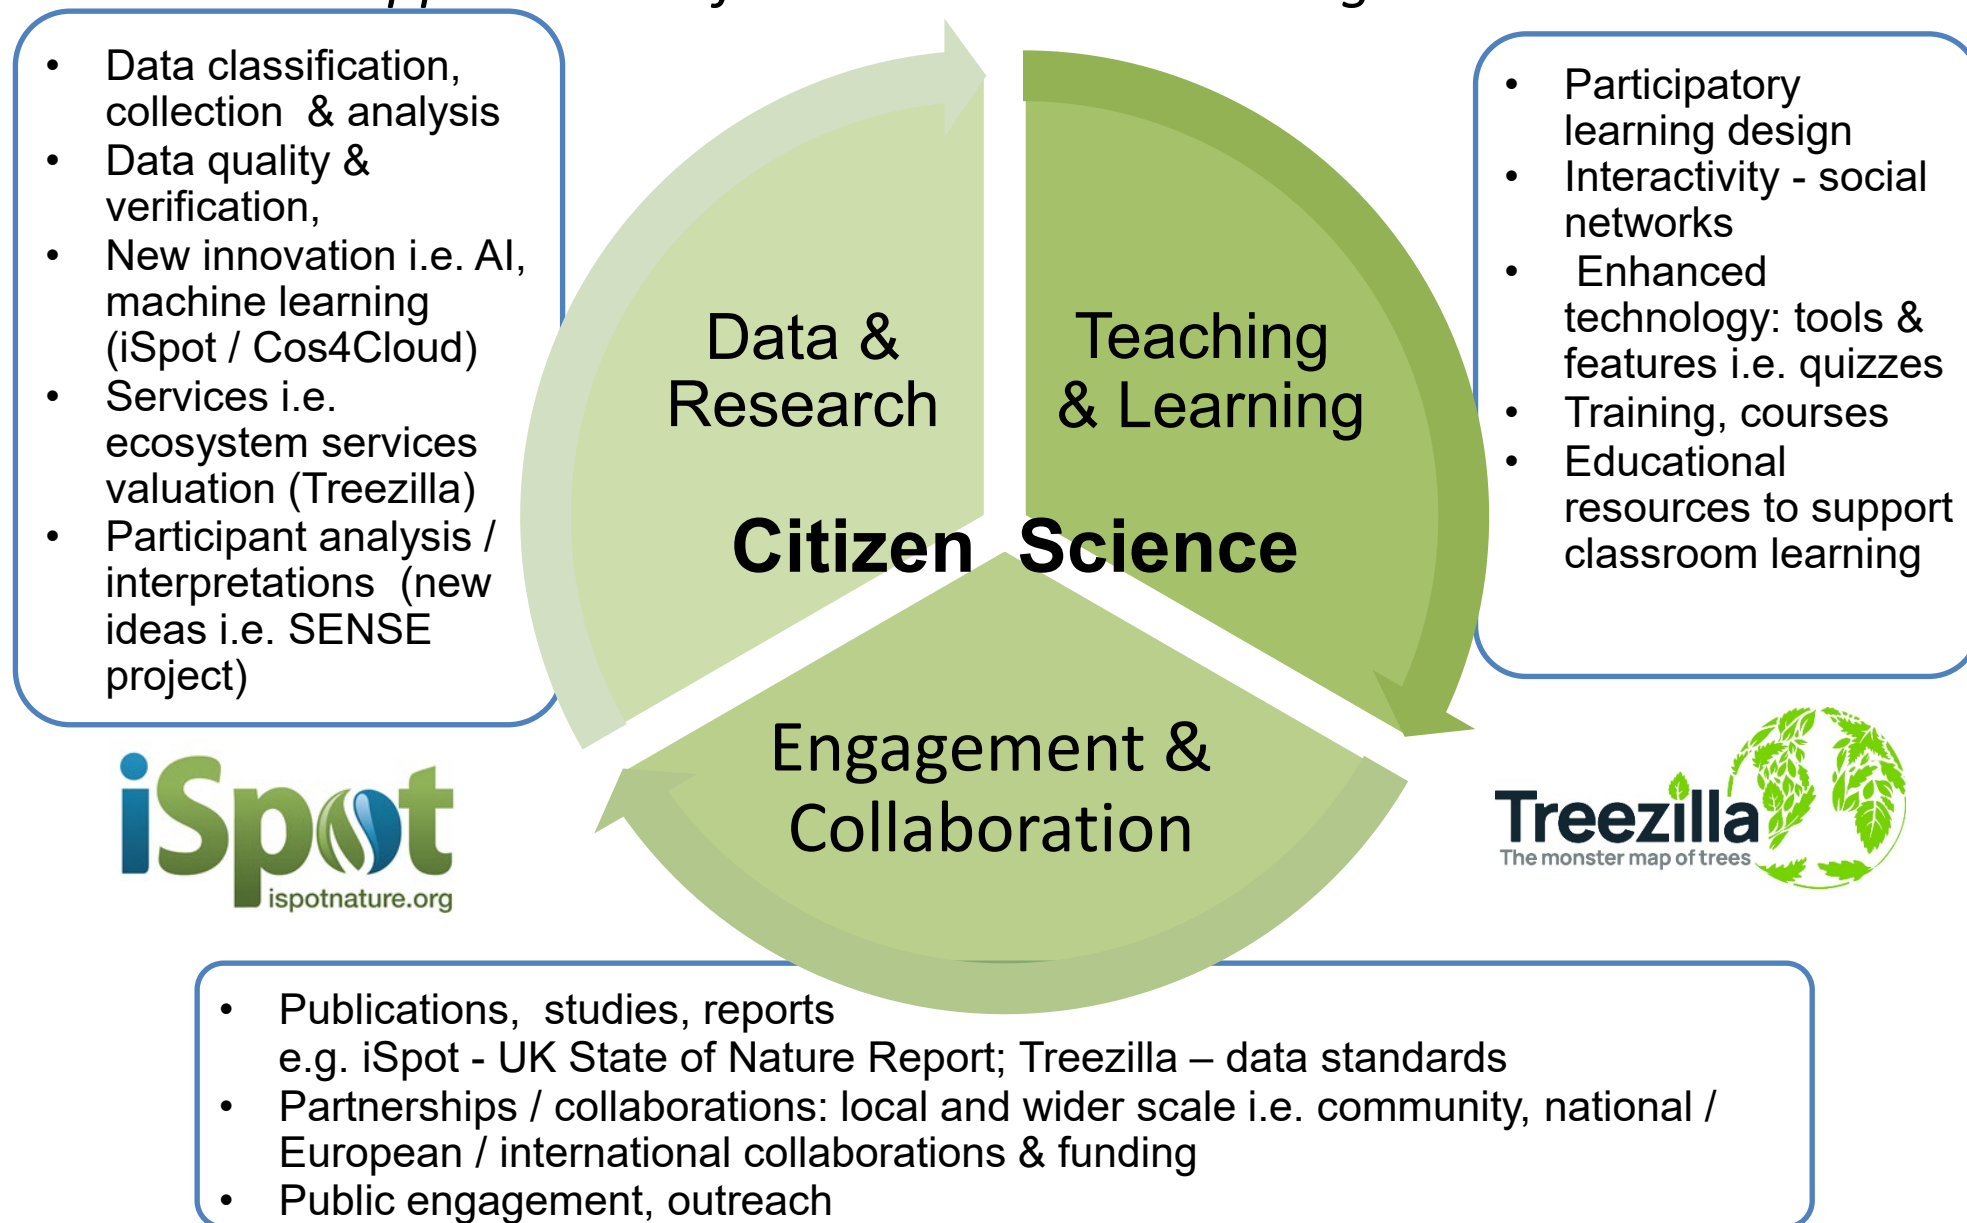 • Data classification,
collection & analysis
• Data quality &
verification,
• New innovation i.e. AI,
machine learning
(iSpot / Cos4Cloud)
• Services i.e.
ecosystem services
valuation (Treezilla)
• Participant analysis /
interpretations (new
ideas i.e. SENSE
project)
Data &
Research
Teaching
& Learning
Citizen Science
Engagement &
Collaboration
• Participatory
learning design
• Interactivity - social
networks
• Enhanced
technology: tools &
features i.e. quizzes
• Training, courses
• Educational
resources to support
classroom learning
iSpot
ispotnature.org
Treezilla
The monster map of trees
• Publications, studies, reports
e.g. iSpot - UK State of Nature Report; Treezilla – data standards
• Partnerships / collaborations: local and wider scale i.e. community, national /
European / international collaborations & funding
• Public engagement, outreach